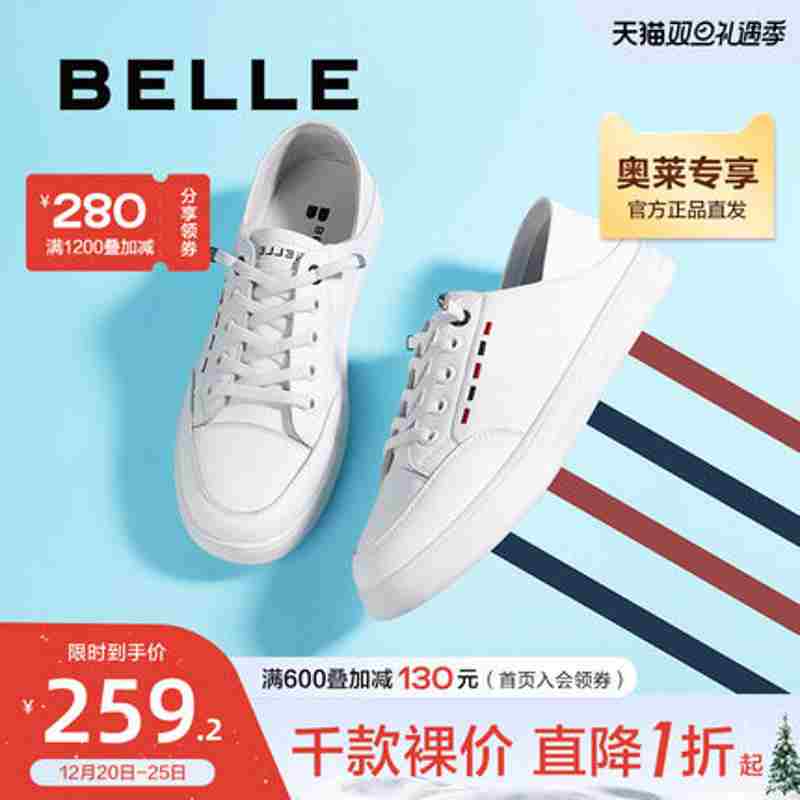 天猫双旦礼遇季
BELLE
奥莱专享
官方正品直发
¥280
满1200叠加减
分享领券
BELLE
限时到手价
¥259.2
12月20日-25日
满600叠加减130元（首页入会领券）
千款裸价 直降1折起